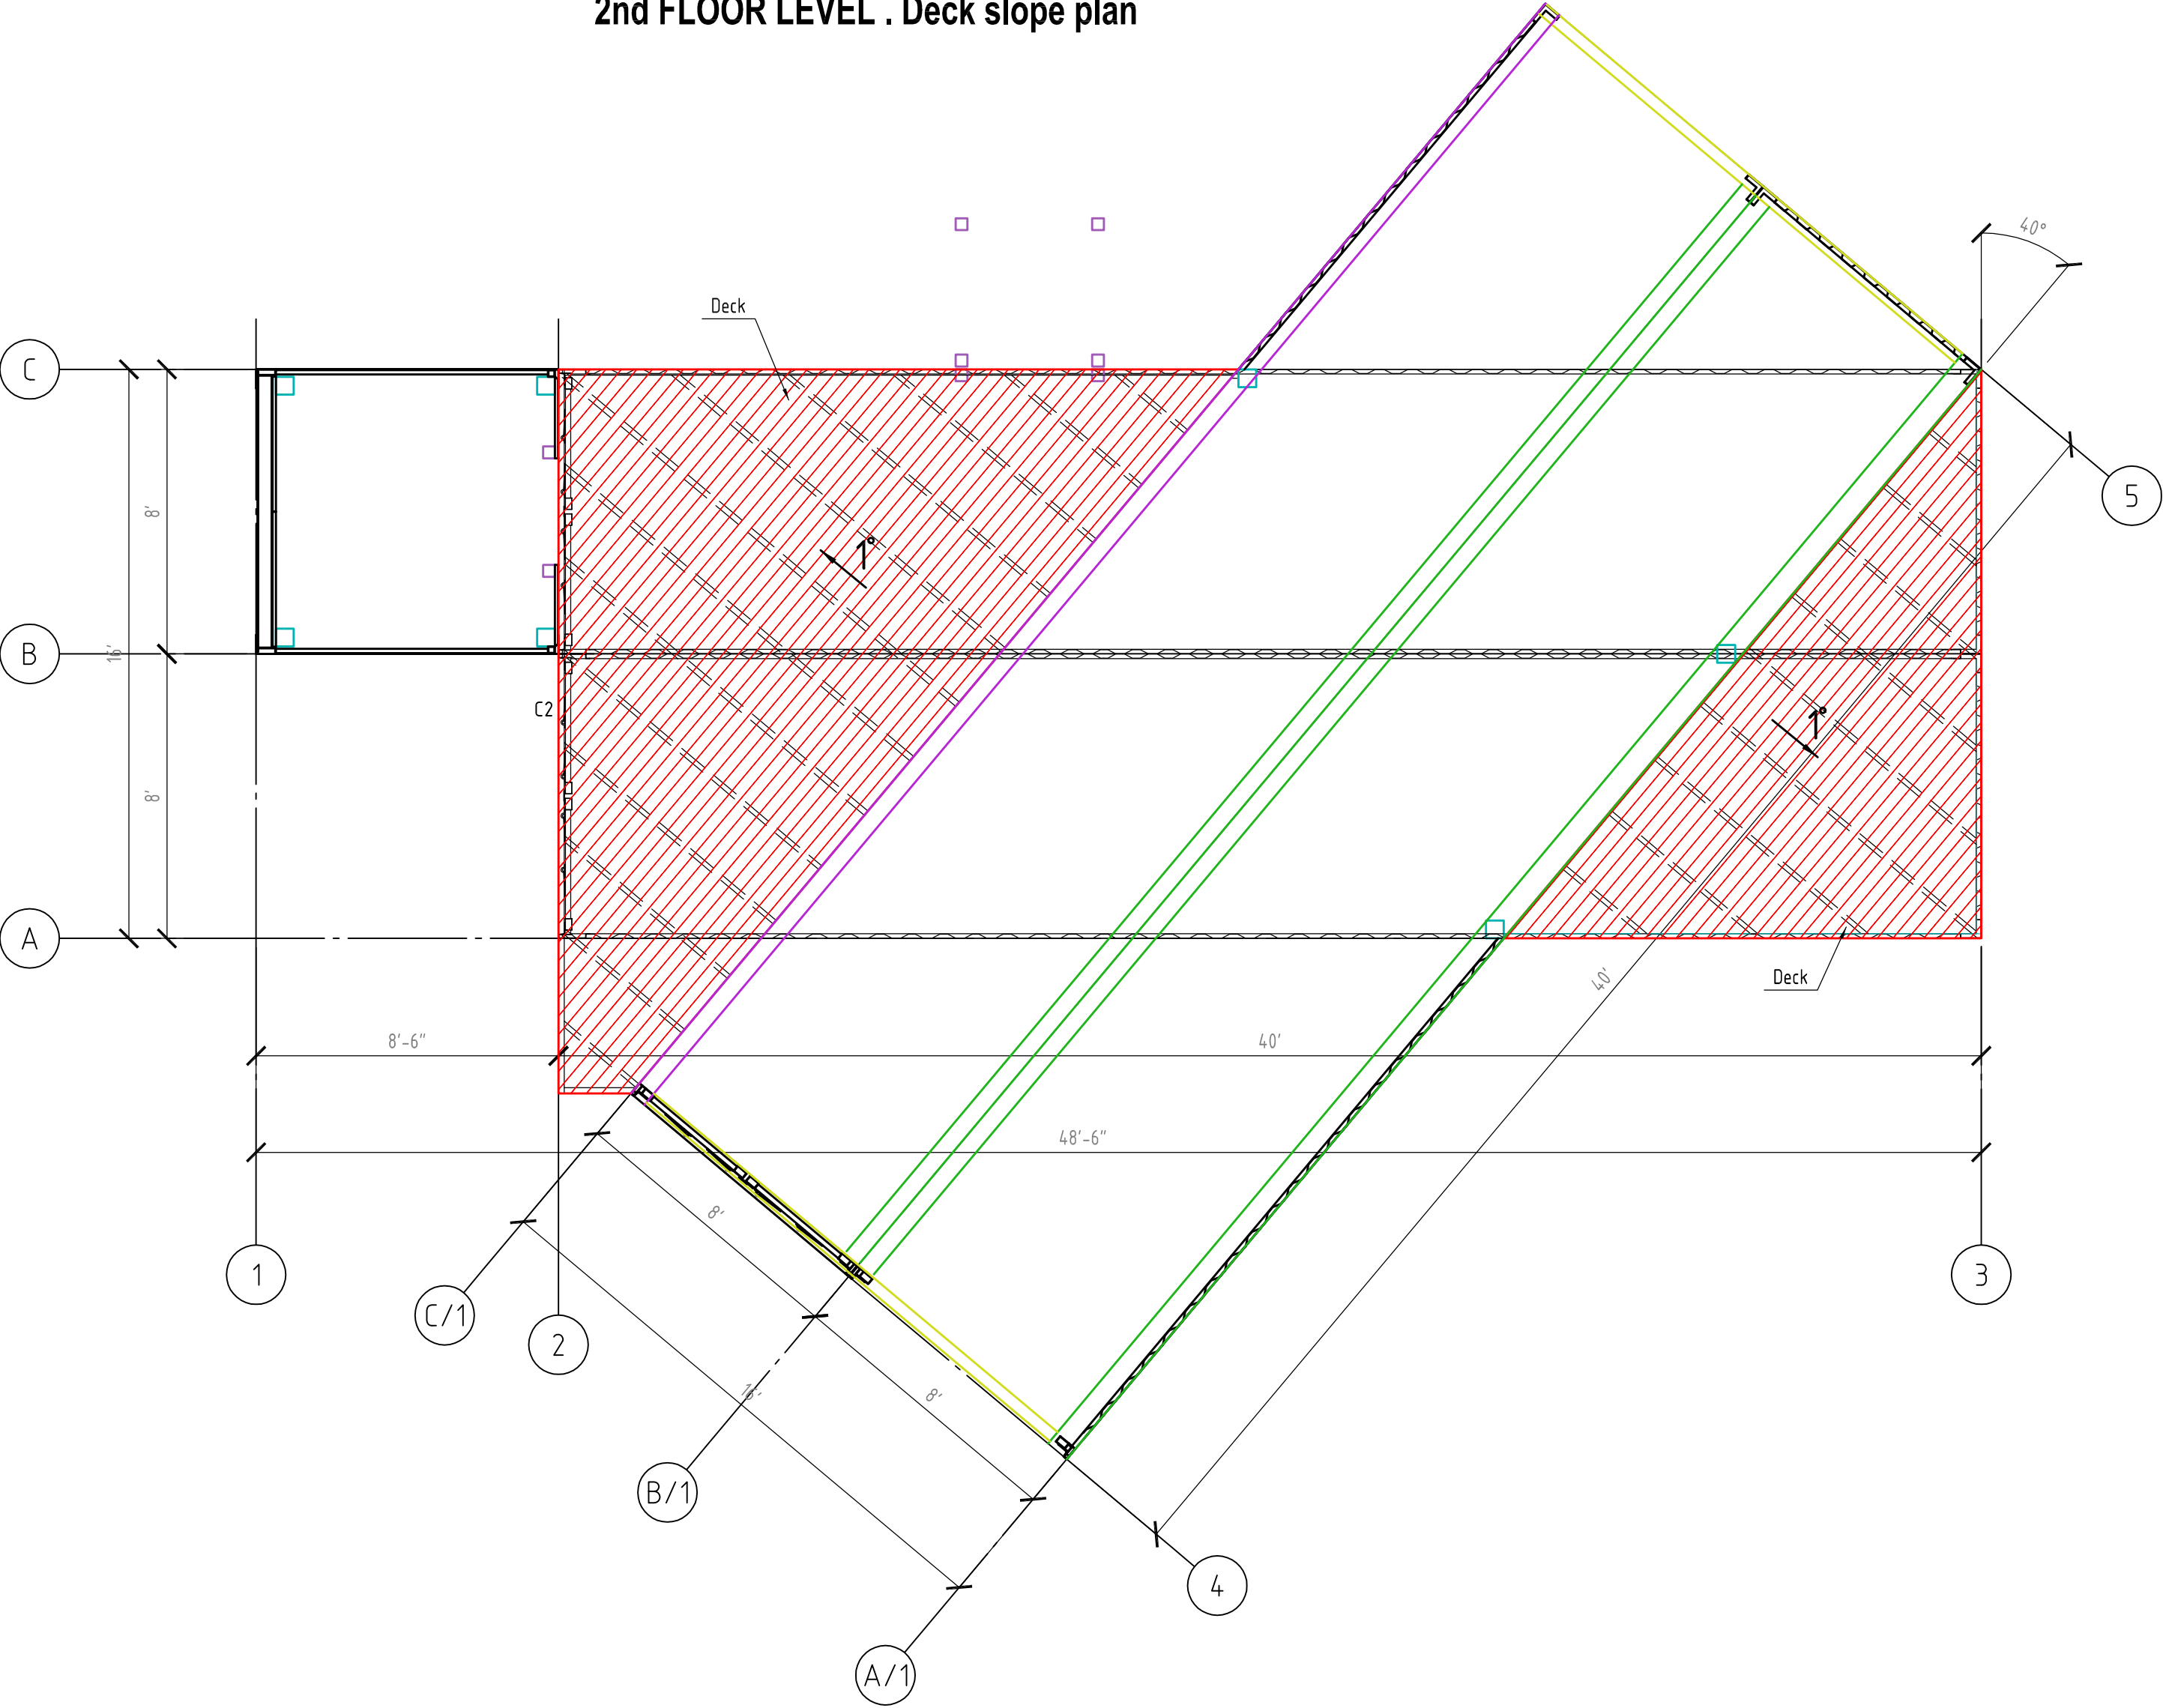 2nd FLOOR LEVEL . Deck slope plan
40°
Deck
C
8'
5
1°
B
16'
C2
1°
8'
A
40'
Deck
8'-6"
40'
48'-6"
8'
1
3
C/1
2
16'
8'
B/1
4
A/1